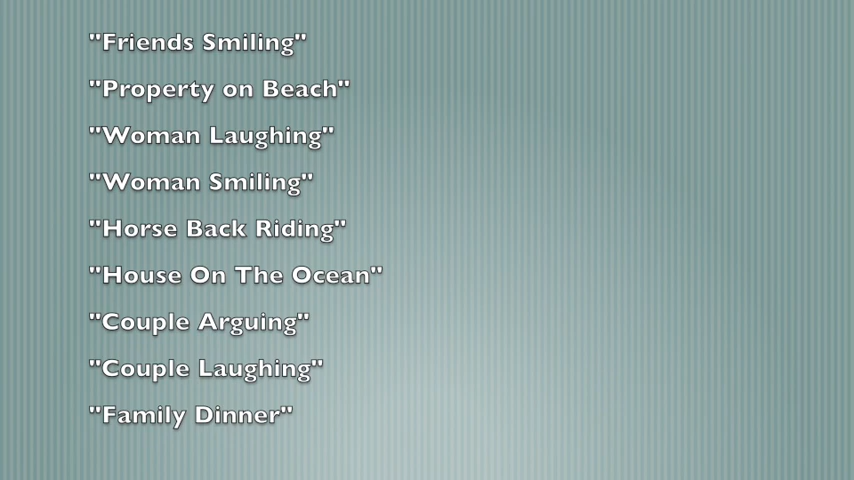 "Friends Smiling"
"Property on Beach"
"Woman Laughing"
"Woman Smiling"
"Horse Back Riding"
"House On The Ocean"
"Couple Arguing"
"Couple Laughing"
"Family Dinner"